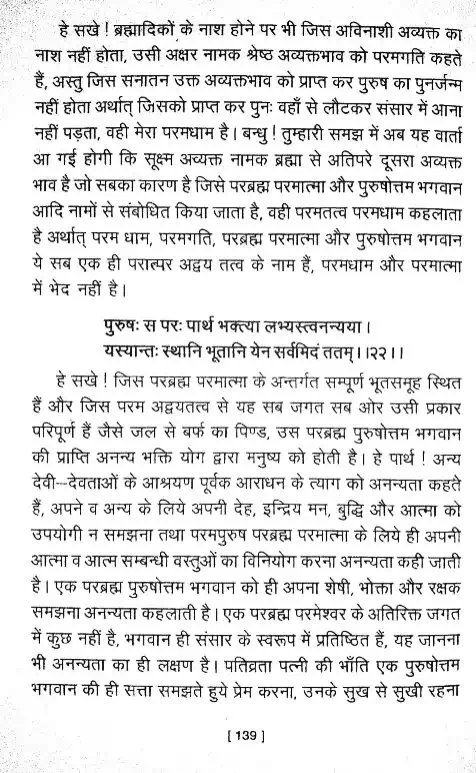 हे सखे ! ब्रह्मादिकों के नाश होने पर भी जिस अविनाशी अव्यक्त का
नाश नहीं होता, उसी अक्षर नामक श्रेष्ठ अव्यक्तभाव को परमगति कहते
हैं, अस्तु जिस सनातन उक्त अव्यक्तभाव को प्राप्त कर पुरुष का पुनर्जन्म
नहीं होता अर्थात् जिसको प्राप्त कर पुनः वहाँ से लौटकर संसार में आना
नहीं पड़ता, वही मेरा परमधाम है। बन्धु ! तुम्हारी समझ में अब यह वार्ता
आ गई होगी कि सूक्ष्म अव्यक्त नामक ब्रह्मा से अतिपरे दूसरा अव्यक्त
भाव है जो सबका कारण है जिसे परब्रह्म परमात्मा और पुरुषोत्तम भगवान
आदि नामों से संबोधित किया जाता है, वही परमतत्व परमधाम कहलाता
है अर्थात् परम धाम, परमगति, परब्रह्म परमात्मा और पुरुषोत्तम भगवान
ये सब एक ही परात्पर अद्वय तत्व के नाम हैं, परमधाम और परमात्मा
में भेद नहीं है।
पुरुषः स परः पार्थ भक्त्या लभ्यस्त्वनन्यया।
यस्यान्तः स्थानि भूतानि येन सर्वमिदं ततम्।।२२।।
हे सखे ! जिस परब्रह्म परमात्मा के अन्तर्गत सम्पूर्ण भूतसमूह स्थित
हैं और जिस परम अद्वयतत्व से यह सब जगत सब ओर उसी प्रकार
परिपूर्ण हैं जैसे जल से बर्फ का पिण्ड, उस परब्रह्म पुरुषोत्तम भगवान
की प्राप्ति अनन्य भक्ति योग द्वारा मनुष्य को होती है। हे पार्थ ! अन्य
देवी–देवताओं के आश्रयण पूर्वक आराधन के त्याग को अनन्यता कहते
हैं, अपने व अन्य के लिये अपनी देह, इन्द्रिय मन, बुद्धि और आत्मा को
उपयोगी न समझना तथा परमपुरुष परब्रह्म परमात्मा के लिये ही अपनी
आत्मा व आत्म सम्बन्धी वस्तुओं का विनियोग करना अनन्यता कही जाती
है। एक परब्रह्म पुरुषोत्तम भगवान को ही अपना शेषी, भोक्ता और रक्षक
समझना अनन्यता कहलाती है। एक परब्रह्म परमेश्वर के अतिरिक्त जगत
में कुछ नहीं है, भगवान ही संसार के स्वरूप में प्रतिष्ठित हैं, यह जानना
भी अनन्यता का ही लक्षण है। पतिव्रता पत्नी की भाँति एक पुरुषोत्तम
भगवान की ही सत्ता समझते हुये प्रेम करना, उनके सुख से सुखी रहना
[ 139 ]